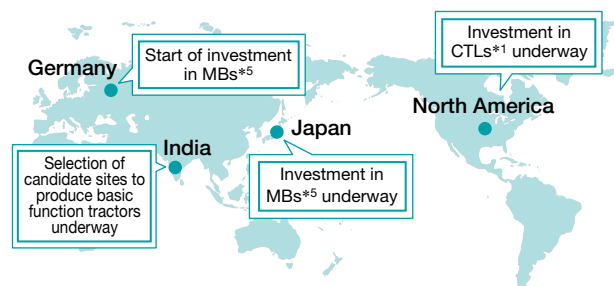 Germany
Start of investment
in MBs*5
Investment in
CTLs*1 underway
North America
Japan
India
Selection of
candidate sites to
produce basic
function tractors
underway
Investment in
MBs*5 underway